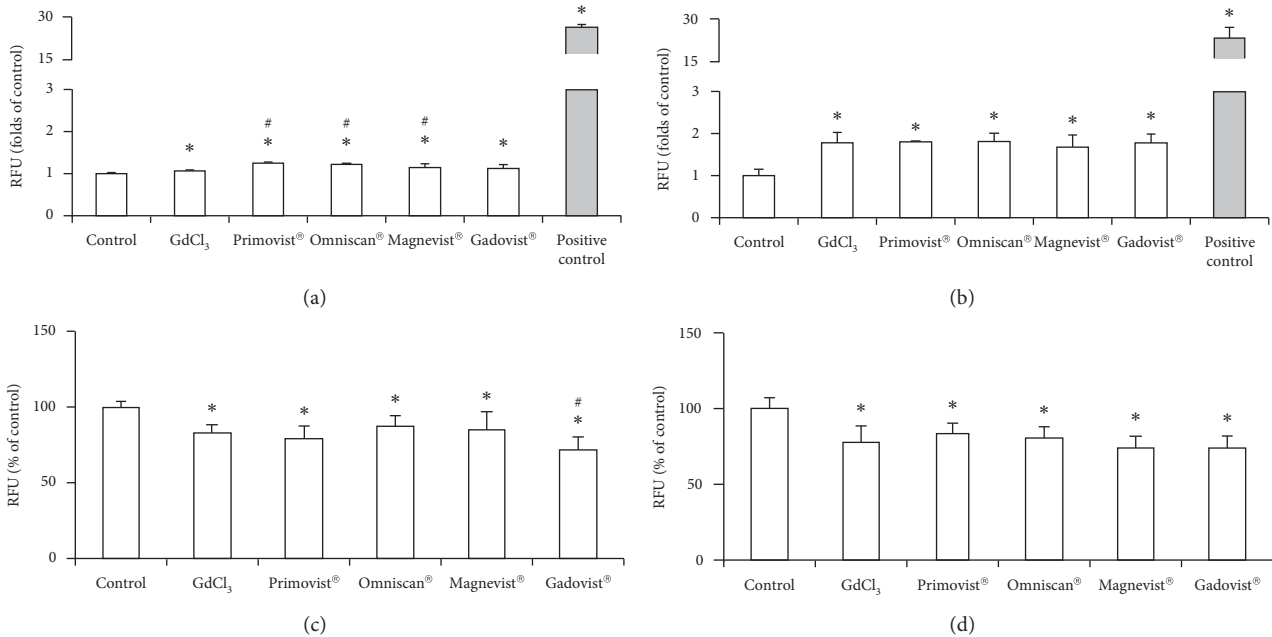 RFU (folds of control)
30
15
3
2
1
0
*
#
*
#
*
#
*
*
*
Control
GdCl₃
Primovist®
Omniscan®
Magnevist®
Gadovist®
Positive
control
(a)
RFU (folds of control)
30
15
3
2
1
0
*
*
*
*
*
*
Control
GdCl₃
Primovist®
Omniscan®
Magnevist®
Gadovist®
Positive
control
(b)
RFU (% of control)
150
100
50
0
*
*
*
*
#
*
Control
GdCl₃
Primovist®
Omniscan®
Magnevist®
Gadovist®
(c)
RFU (% of control)
150
100
50
0
*
*
*
*
*
Control
GdCl₃
Primovist®
Omniscan®
Magnevist®
Gadovist®
(d)